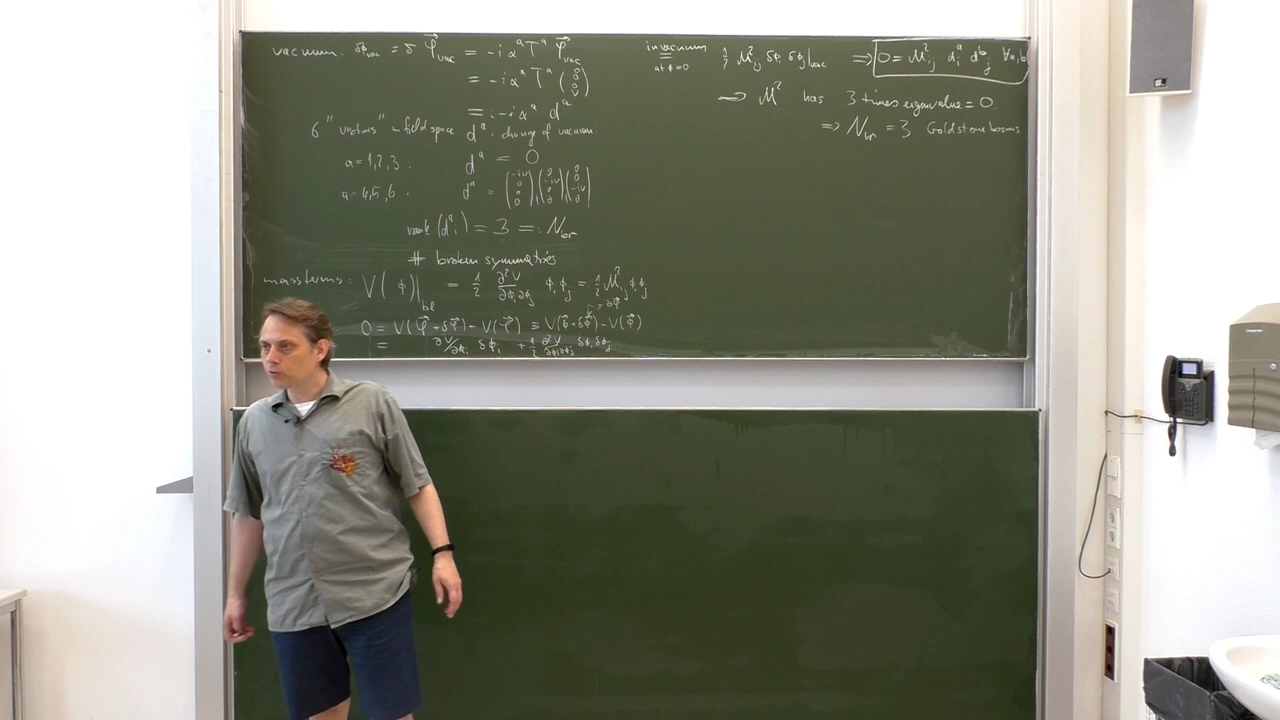 vacuum: δφ_vac = δ φ⃗_vac = -i α^a T^a φ⃗_vac
= -i α^a T^a (0 0 0 v)
=: -i α^a d^a
6 "vectors" in field space d^a: change of vacuum
a=1,2,3 : d^a = 0
a=4,5,6 : d^a = (-iv 0 0 0), (0 -iv 0 0), (0 0 -iv 0)
rank (d^a_i) = 3 =: N_br
# broken symmetries
mass terms: V(φ)| = 1/2 ∂²V/∂φ_i∂φ_j φ_i φ_j = 1/2 M²_ij φ_i φ_j
0 = V(φ⃗+δφ⃗) - V(φ⃗) = V(φ⃗+δφ⃗) - V(φ⃗)
= ∂V/∂φ_i δφ_i + 1/2 ∂²V/∂φ_i∂φ_j δφ_i δφ_j
in vacuum = at φ=0 1/2 M²_ij δφ_i δφ_j|vac ⇒ 0 = M²_ij d^a_i d^b_j ∀a,b
→ M² has 3 times eigenvalue = 0.
⇒ N_br = 3 Goldstone bosons